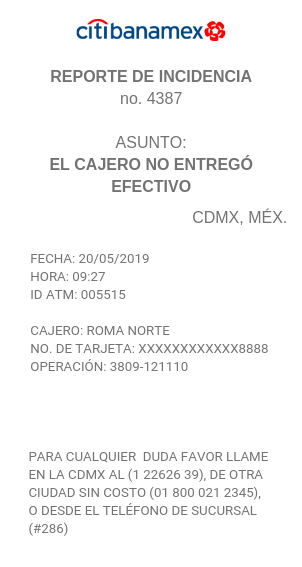 citibanamex
REPORTE DE INCIDENCIA
no. 4387
ASUNTO:
EL CAJERO NO ENTREGÓ
EFECTIVO
CDMX, MÉX.
FECHA: 20/05/2019
HORA: 09:27
ID ATM: 005515
CAJERO: ROMA NORTE
NO. DE TARJETA: XXXXXXXXXXXX8888
OPERACIÓN: 3809-121110
PARA CUALQUIER  DUDA FAVOR LLAME
EN LA CDMX AL (1 22626 39), DE OTRA
CIUDAD SIN COSTO (01 800 021 2345),
O DESDE EL TELÉFONO DE SUCURSAL
(#286)